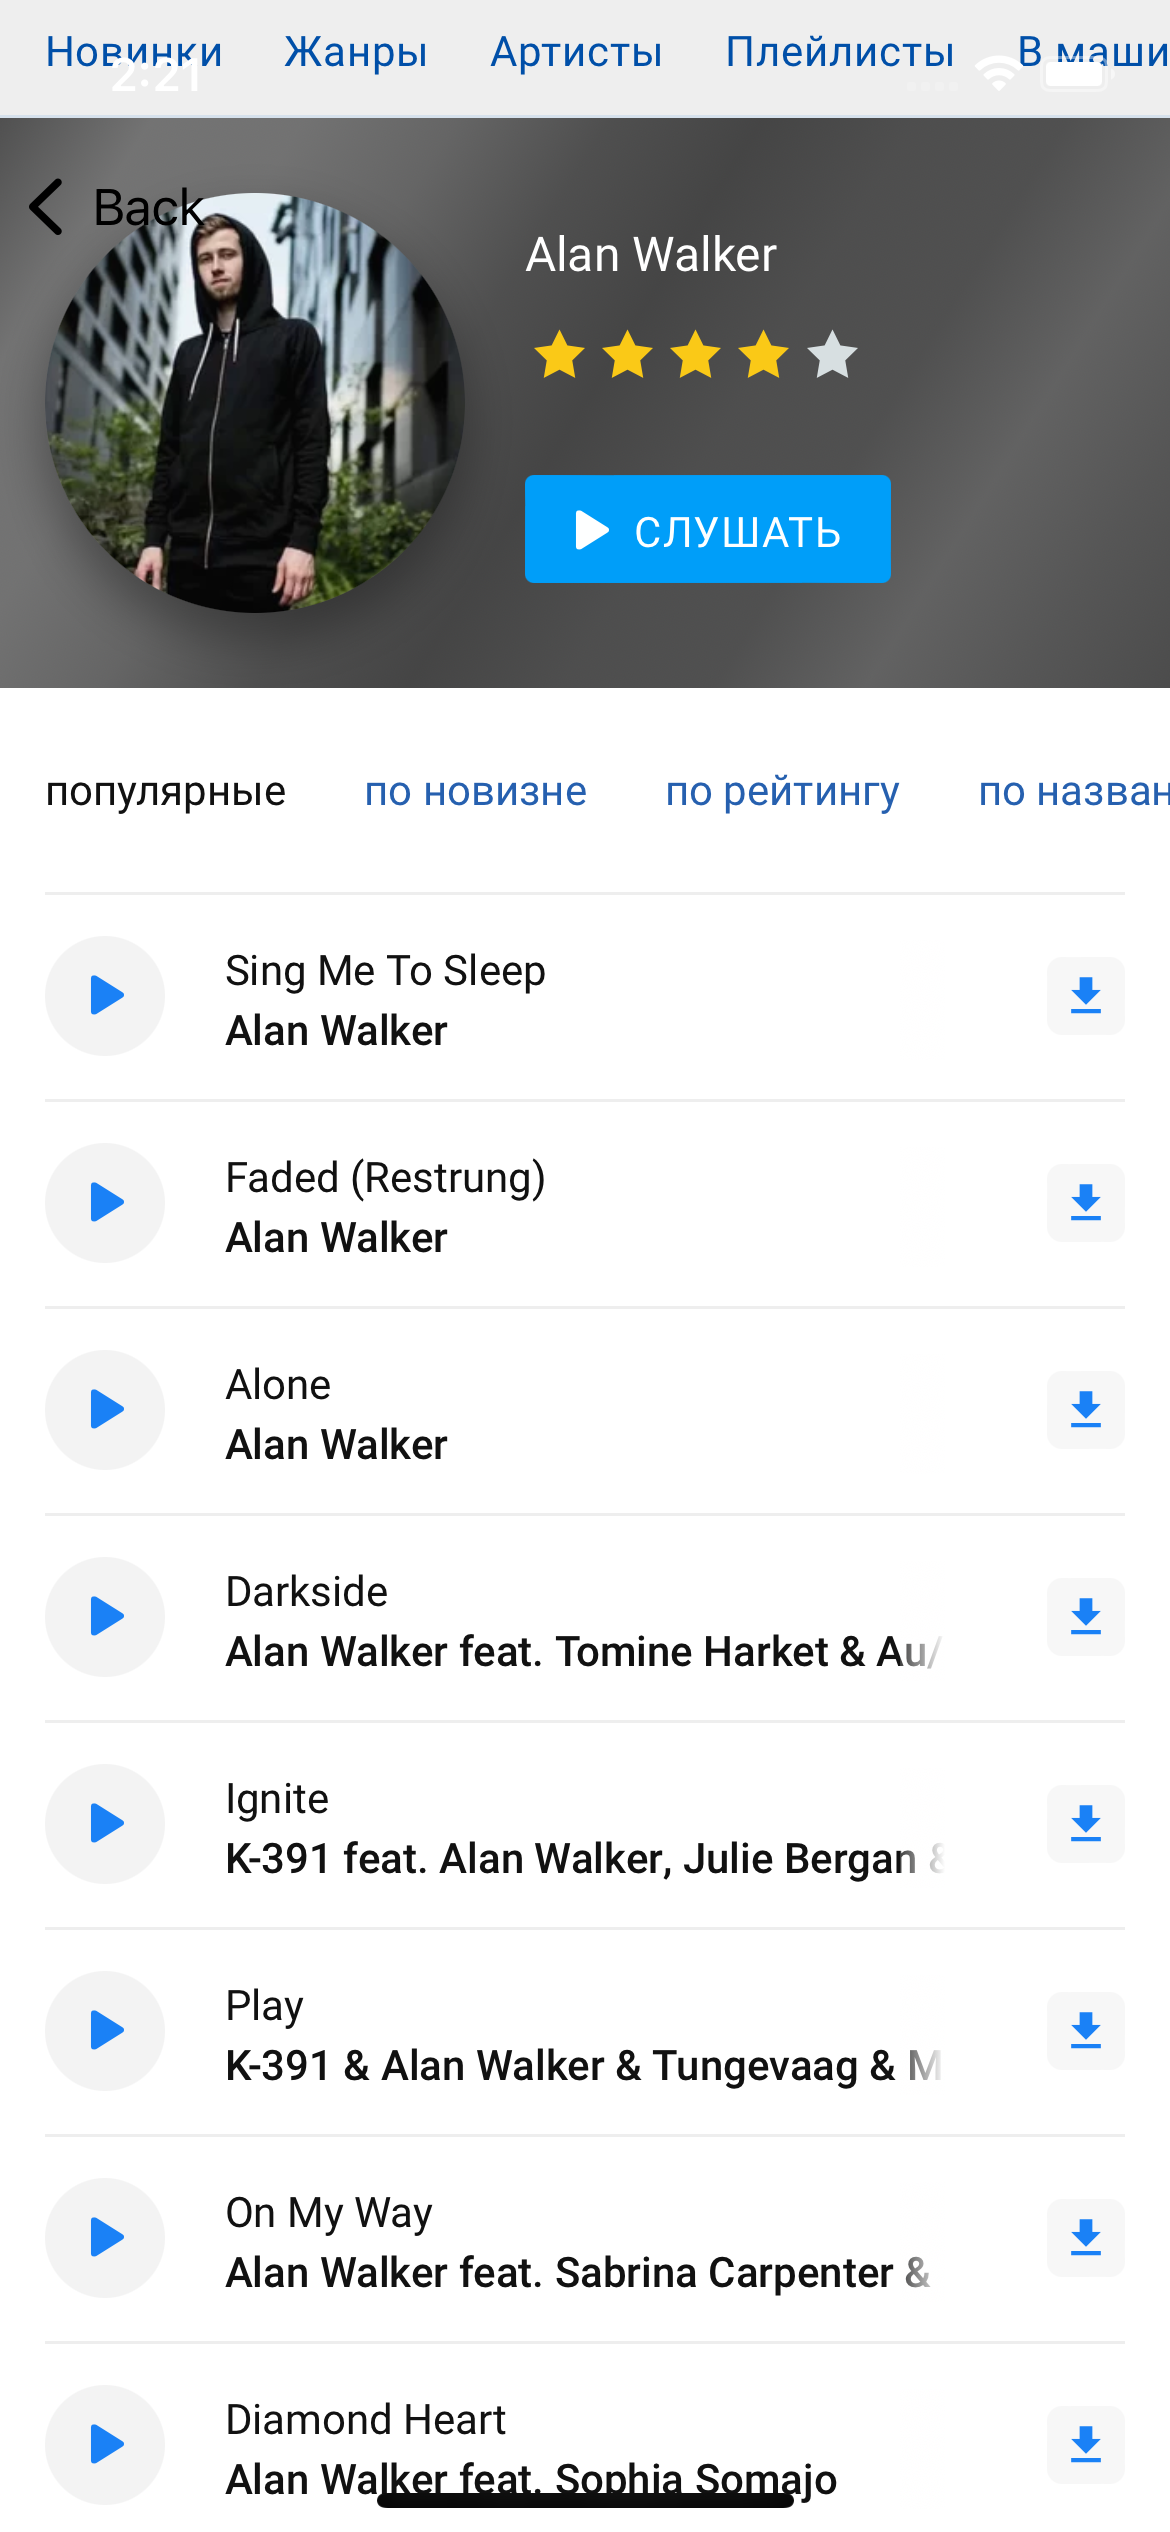 Новинки Жанры Артисты Плейлисты В маши
2:21
Back
Alan Walker
СЛУШАТЬ
популярные по новизне по рейтингу по назван
Sing Me To Sleep
Alan Walker
Faded (Restrung)
Alan Walker
Alone
Alan Walker
Darkside
Alan Walker feat. Tomine Harket & Au/
Ignite
K-391 feat. Alan Walker, Julie Bergan &
Play
K-391 & Alan Walker & Tungevaag & M
On My Way
Alan Walker feat. Sabrina Carpenter &
Diamond Heart
Alan Walker feat. Sophia Somajo